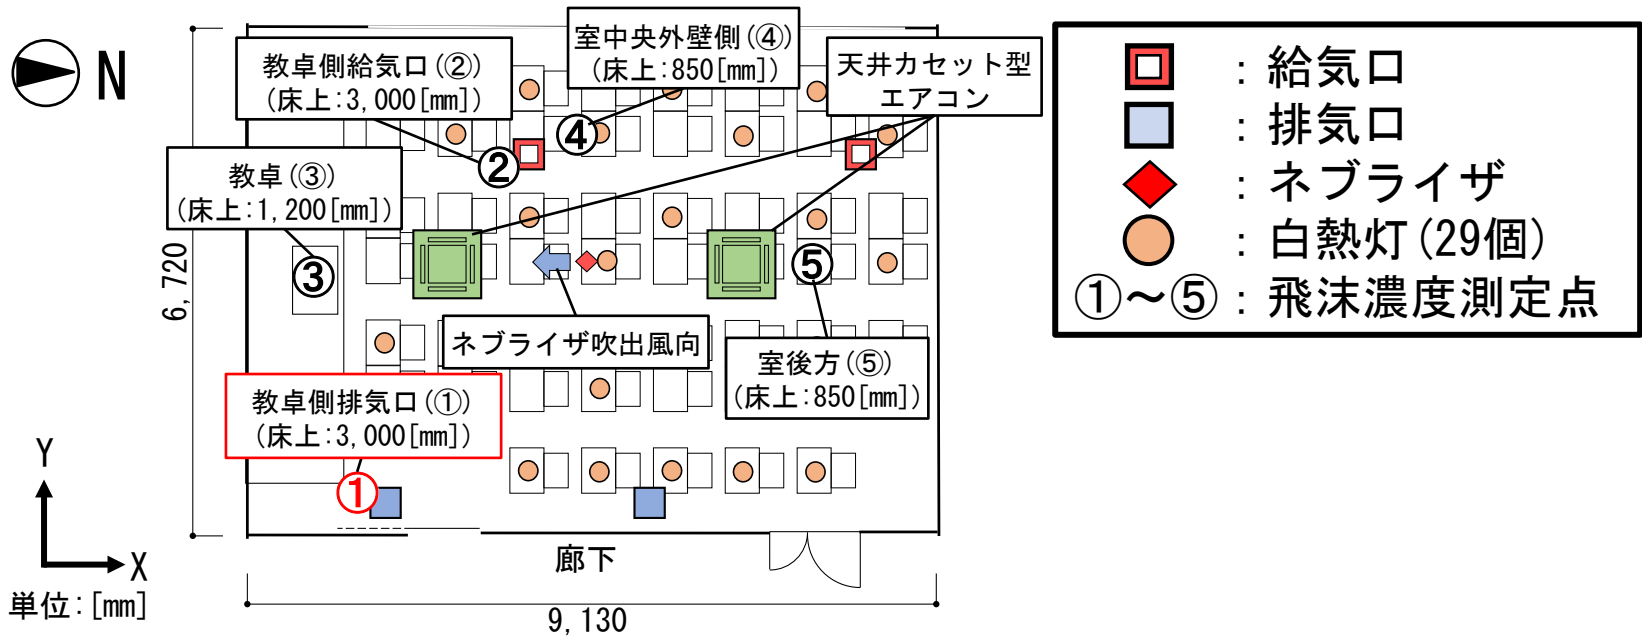 N
教卓側給気口(②)
(床上:3,000[mm])
室中央外壁側(④)
(床上:850[mm])
天井カセット型
エアコン
教卓(③)
(床上:1,200[mm])
②
④
③
⑤
6,720
ネブライザ吹出風向
室後方(⑤)
(床上:850[mm])
教卓側排気口(①)
(床上:3,000[mm])
①
Y
X
単位:[mm]
廊下
9,130
:給気口
:排気口
:ネブライザ
:白熱灯(29個)
①～⑤:飛沫濃度測定点